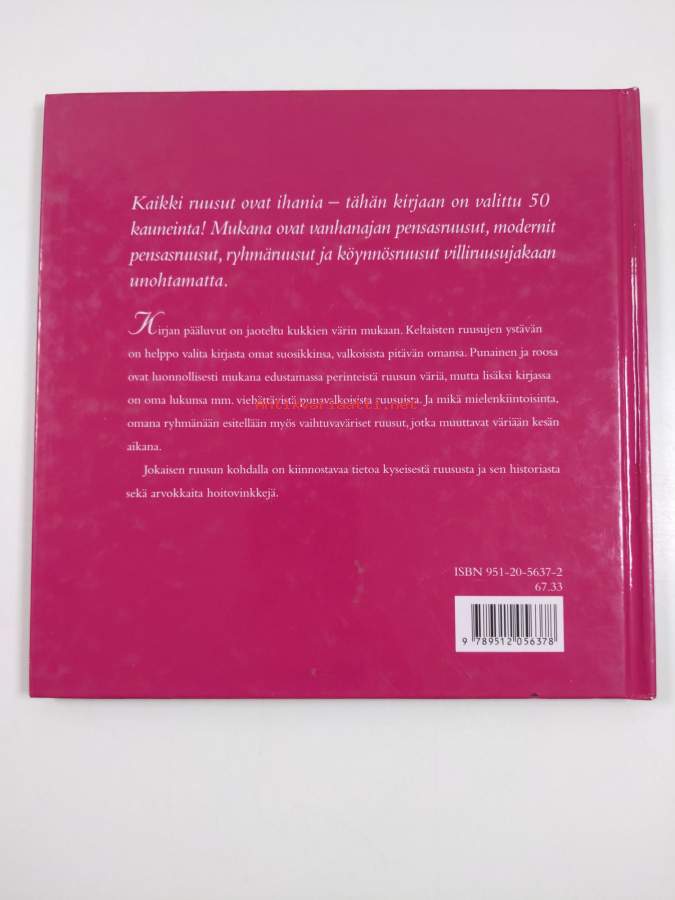 Kaikki ruusut ovat ihania – tähän kirjaan on valittu 50
kauneinta! Mukana ovat vanhanajan pensasruusut, modernit
pensasruusut, ryhmäruusut ja köynnösruusut villiruusujakaan
unohtamatta.
Kirjan pääluvut on jaoteltu kukkien värin mukaan. Keltaisten ruusujen ystävän
on helppo valita kirjasta omat suosikkinsa, valkoisista pitävän omansa. Punainen ja roosa
ovat luonnollisesti mukana edustamassa perinteistä ruusun väriä, mutta lisäksi kirjassa
on oma lukunsa mm. viehättävistä punavalkoisista ruusuista. Ja mikä mielenkiintoisinta,
Antikvariaatti.net
omana ryhmänään esitellään myös vaihtuvaväriset ruusut, jotka muuttavat väriään kesän
aikana.
Jokaisen ruusun kohdalla on kiinnostavaa tietoa kyseisestä ruususta ja sen historiasta
sekä arvokkaita hoitovinkkejä.
ISBN 951-20-5637-2
67.33
9 789512 056378